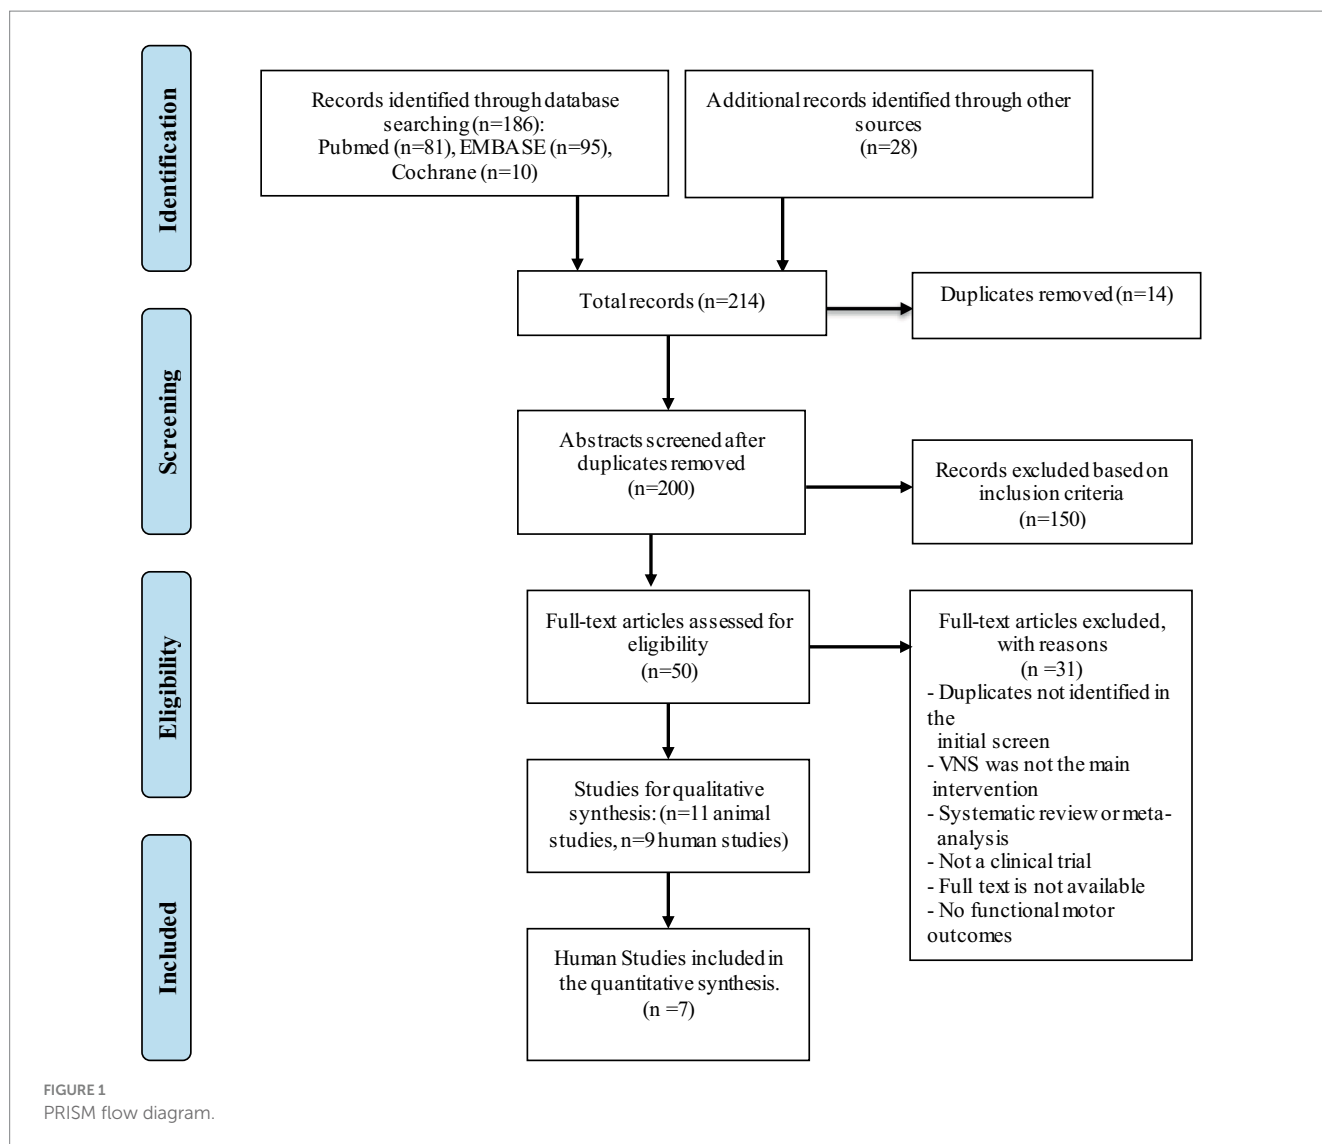 Identification
Records identified through database
searching (n=186):
Pubmed (n=81), EMBASE (n=95),
Cochrane (n=10)
Additional records identified through other
sources
(n=28)
Total records (n=214)
Duplicates removed (n=14)
Screening
Abstracts screened after
duplicates removed
(n=200)
Records excluded based on
inclusion criteria
(n=150)
Eligibility
Full-text articles assessed for
eligibility
(n=50)
Full-text articles excluded,
with reasons
(n =31)
- Duplicates not identified in
the
initial screen
- VNS was not the main
intervention
- Systematic review or meta-
analysis
- Not a clinical trial
- Full text is not available
- No functional motor
outcomes
Studies for qualitative
synthesis: (n=11 animal
studies, n=9 human studies)
Included
Human Studies included in
the quantitative synthesis.
(n =7)
FIGURE 1
PRISM flow diagram.